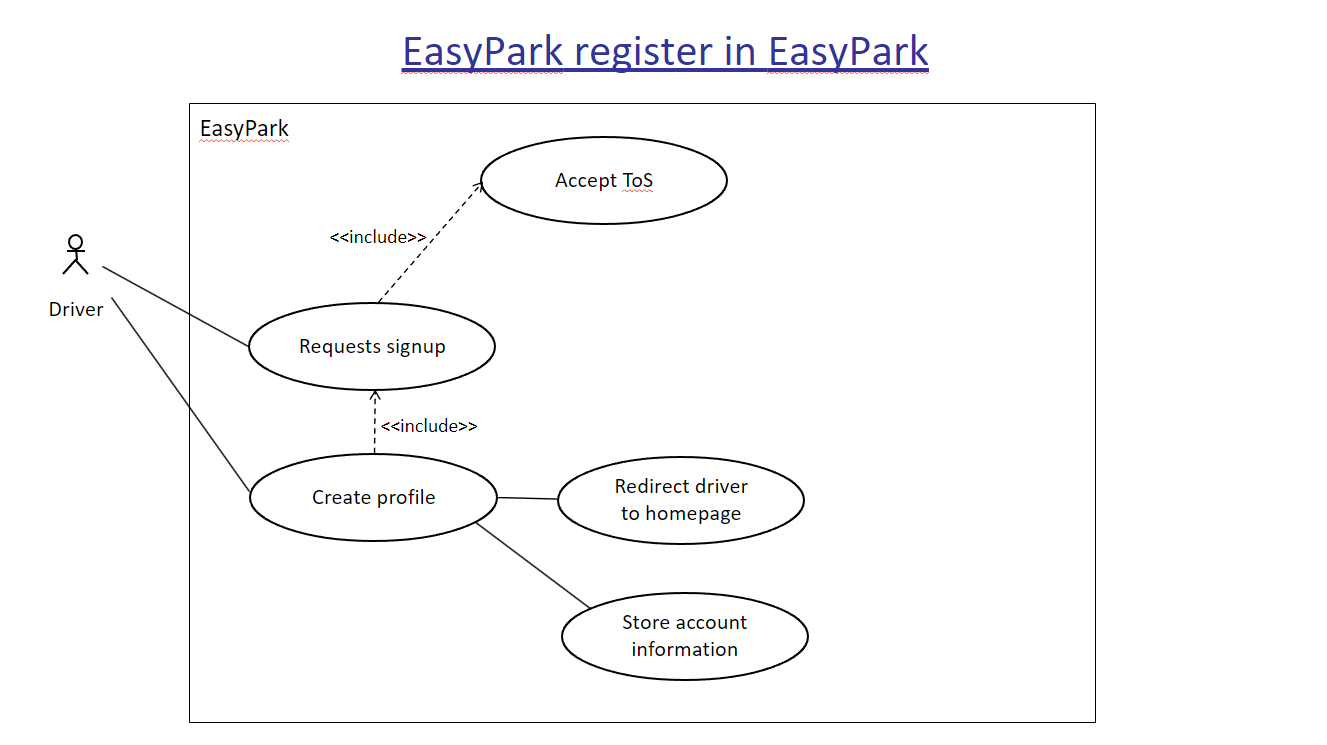 EasyPark register in EasyPark
EasyPark
Accept ToS
<<include>>
Driver
Requests signup
<<include>>
Create profile
Redirect driver
to homepage
Store account
information